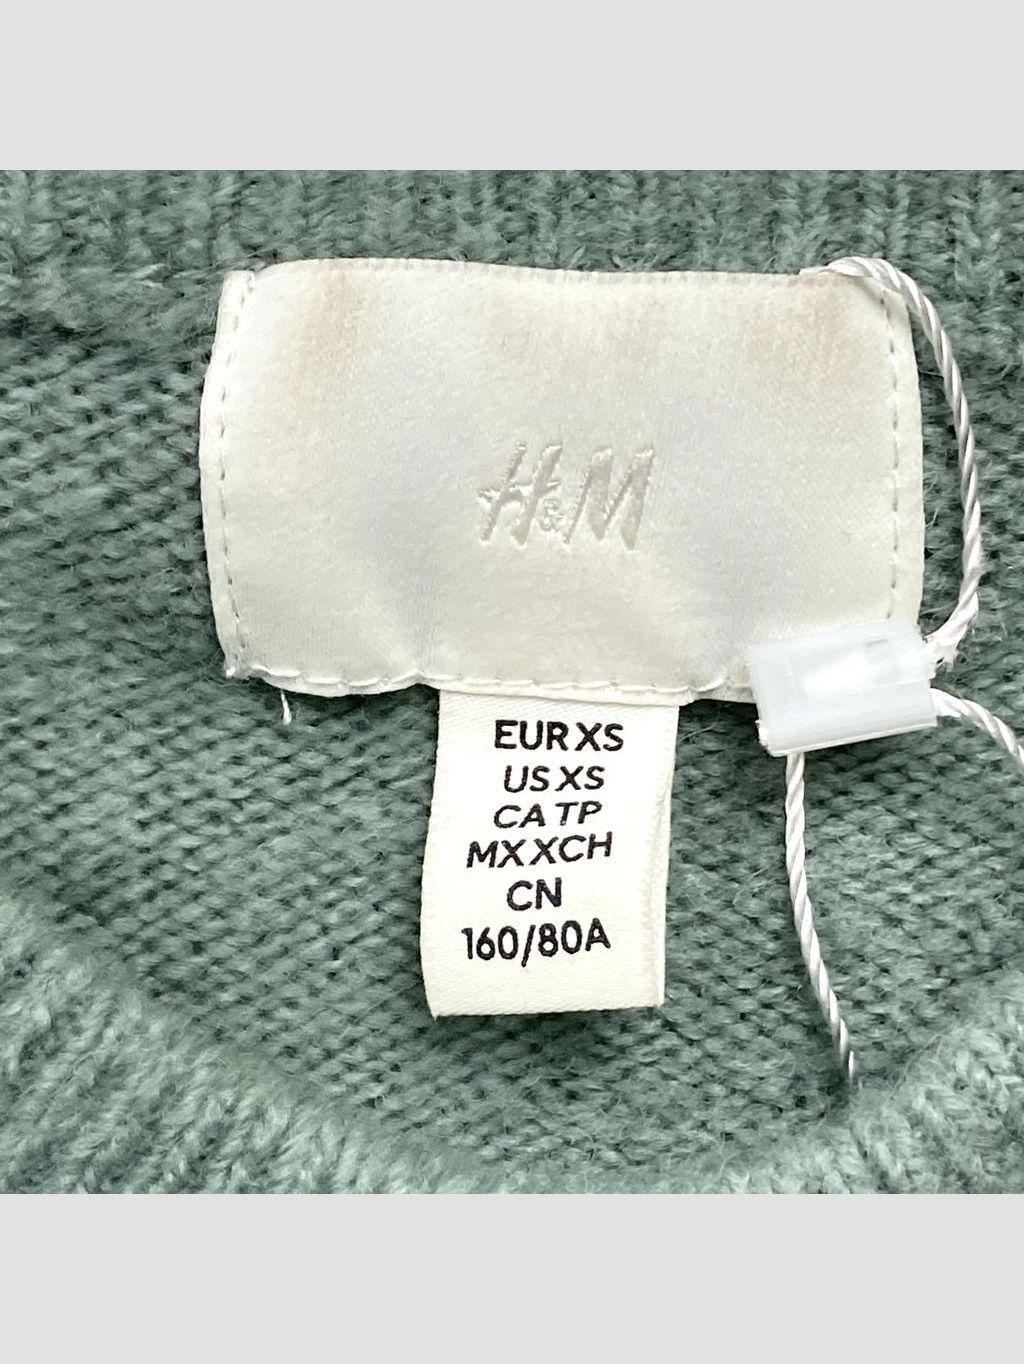 H&M
EUR XS
US XS
CA TP
MX XCH
CN
160/80A